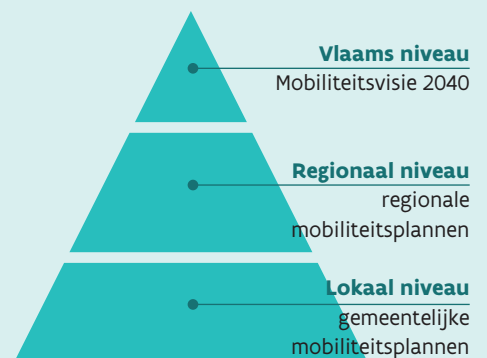 Vlaams niveau
Mobiliteitsvisie 2040
Regionaal niveau
regionale
mobiliteitsplannen
Lokaal niveau
gemeentelijke
mobiliteitsplannen